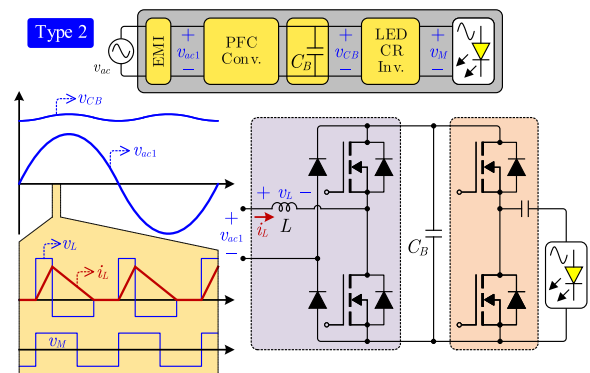 Type 2
v_ac
EMI
+ v_ac1 −
PFC Conv.
C_B
+ v_CB −
LED CR Inv.
+ v_M −
v_CB
v_ac1
v_L
i_L
v_M
+ v_L −
i_L
L
+ v_ac1 −
C_B